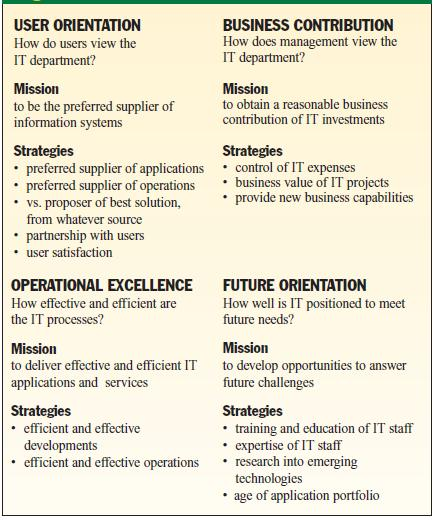 USER ORIENTATION
How do users view the
IT department?
Mission
to be the preferred supplier of
information systems
Strategies
• preferred supplier of applications
• preferred supplier of operations
• vs. proposer of best solution,
from whatever source
• partnership with users
• user satisfaction
BUSINESS CONTRIBUTION
How does management view the
IT department?
Mission
to obtain a reasonable business
contribution of IT investments
Strategies
• control of IT expenses
• business value of IT projects
• provide new business capabilities
OPERATIONAL EXCELLENCE
How effective and efficient are
the IT processes?
Mission
to deliver effective and efficient IT
applications and services
Strategies
• efficient and effective
developments
• efficient and effective operations
FUTURE ORIENTATION
How well is IT positioned to meet
future needs?
Mission
to develop opportunities to answer
future challenges
Strategies
• training and education of IT staff
• expertise of IT staff
• research into emerging
technologies
• age of application portfolio